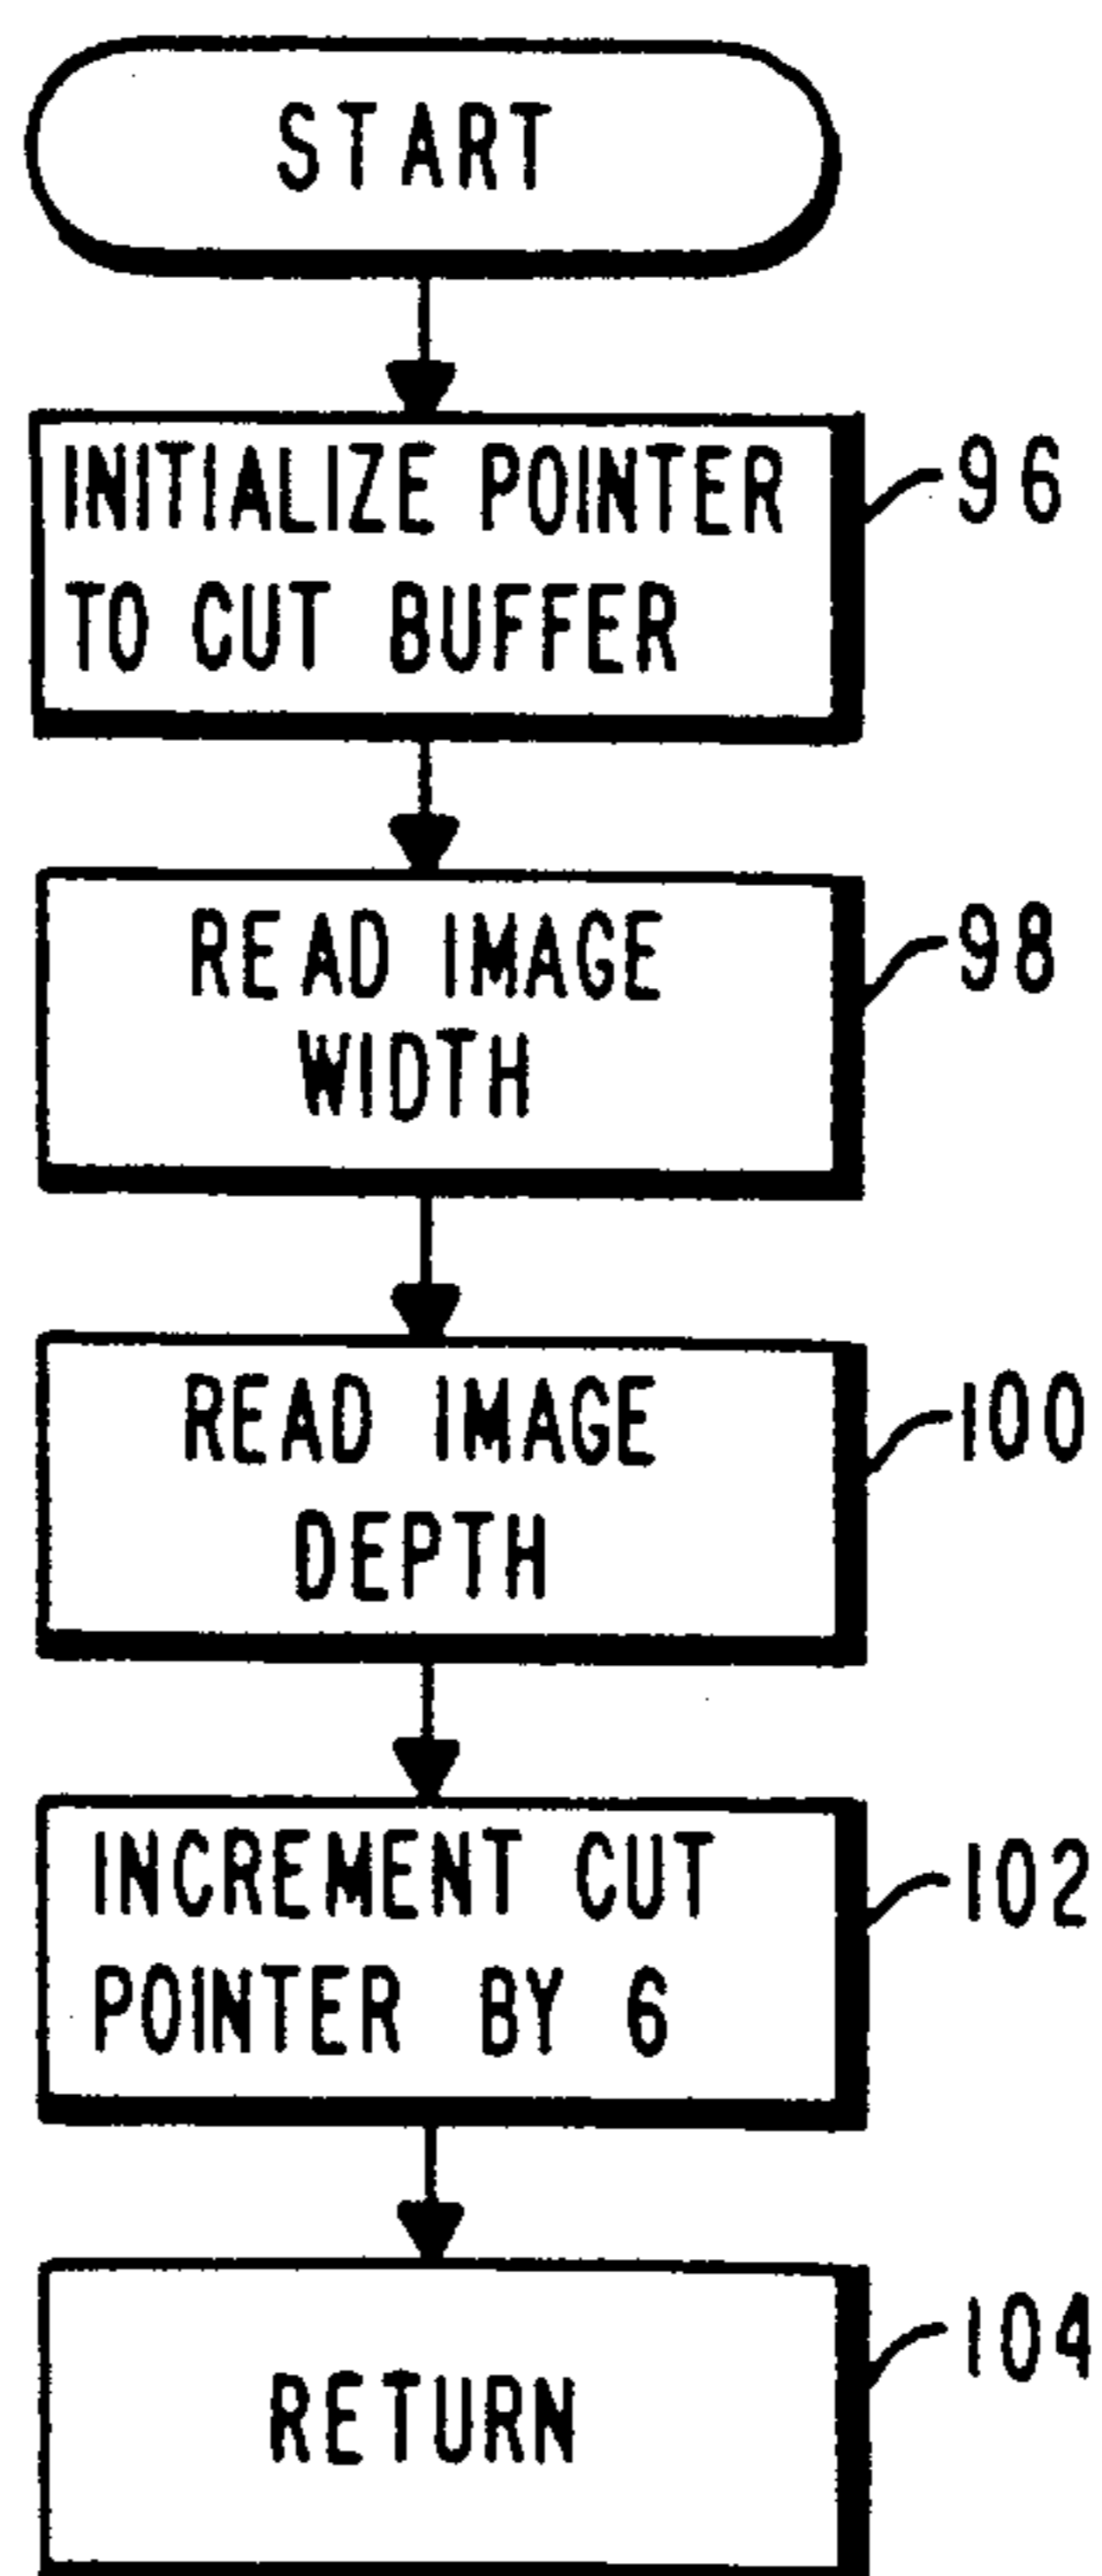 START
INITIALIZE POINTER
TO CUT BUFFER
96
READ IMAGE
WIDTH
98
READ IMAGE
DEPTH
100
INCREMENT CUT
POINTER BY 6
102
RETURN
104